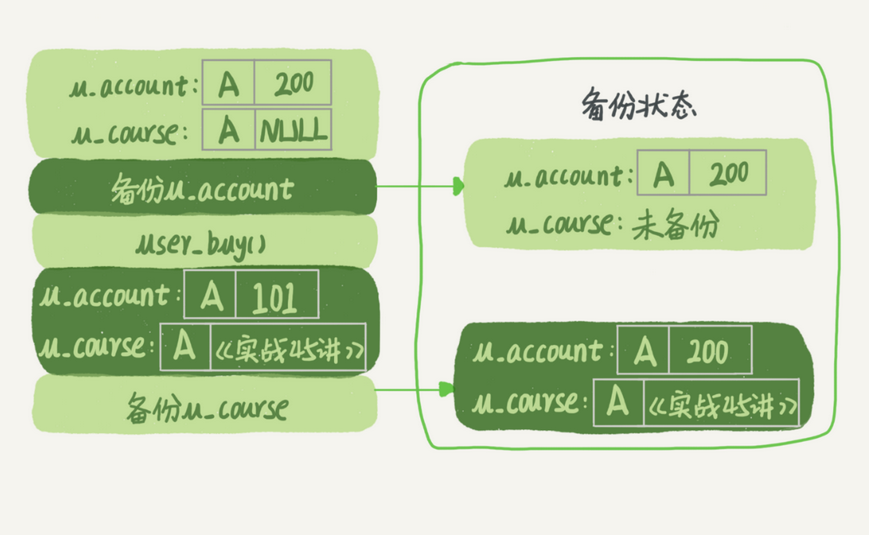 u_account: A 200
u_course: A NULL
备份u_account
user_buy()
u_account: A 101
u_course: A 《实战45讲》
备份u_course
备份状态
u_account: A 200
u_course: 未备份
u_account: A 200
u_course: A 《实战45讲》